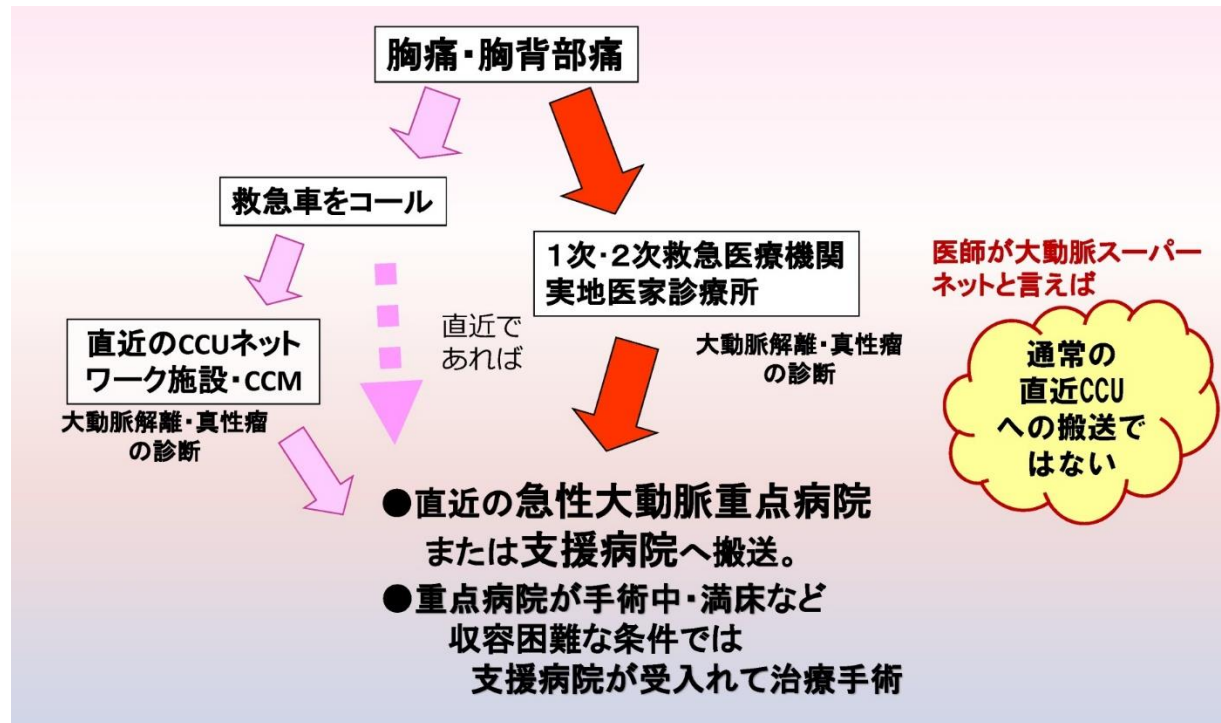 胸痛・胸背部痛
救急車をコール
直近のCCUネット
ワーク施設・CCM
大動脈解離・真性瘤
の診断
直近で
あれば
1次・2次救急医療機関
実地医家診療所
大動脈解離・真性瘤
の診断
医師が大動脈スーパー
ネットと言えば
通常の
直近CCU
への搬送で
はない
●直近の急性大動脈重点病院
または支援病院へ搬送。
●重点病院が手術中・満床など
収容困難な条件では
支援病院が受入れて治療手術